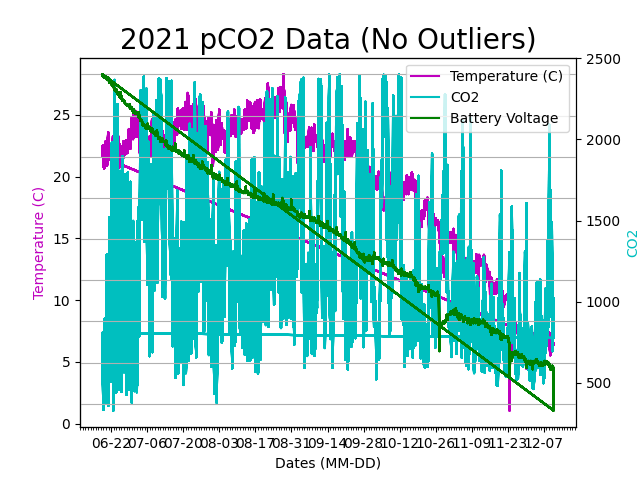 2021 pCO2 Data (No Outliers)
Temperature (C)
CO2
Battery Voltage
Temperature (C)
25
20
15
10
5
0
2500
2000
1500
1000
500
CO2
06-22 07-06 07-20 08-03 08-17 08-31 09-14 09-28 10-12 10-26 11-09 11-23 12-07
Dates (MM-DD)